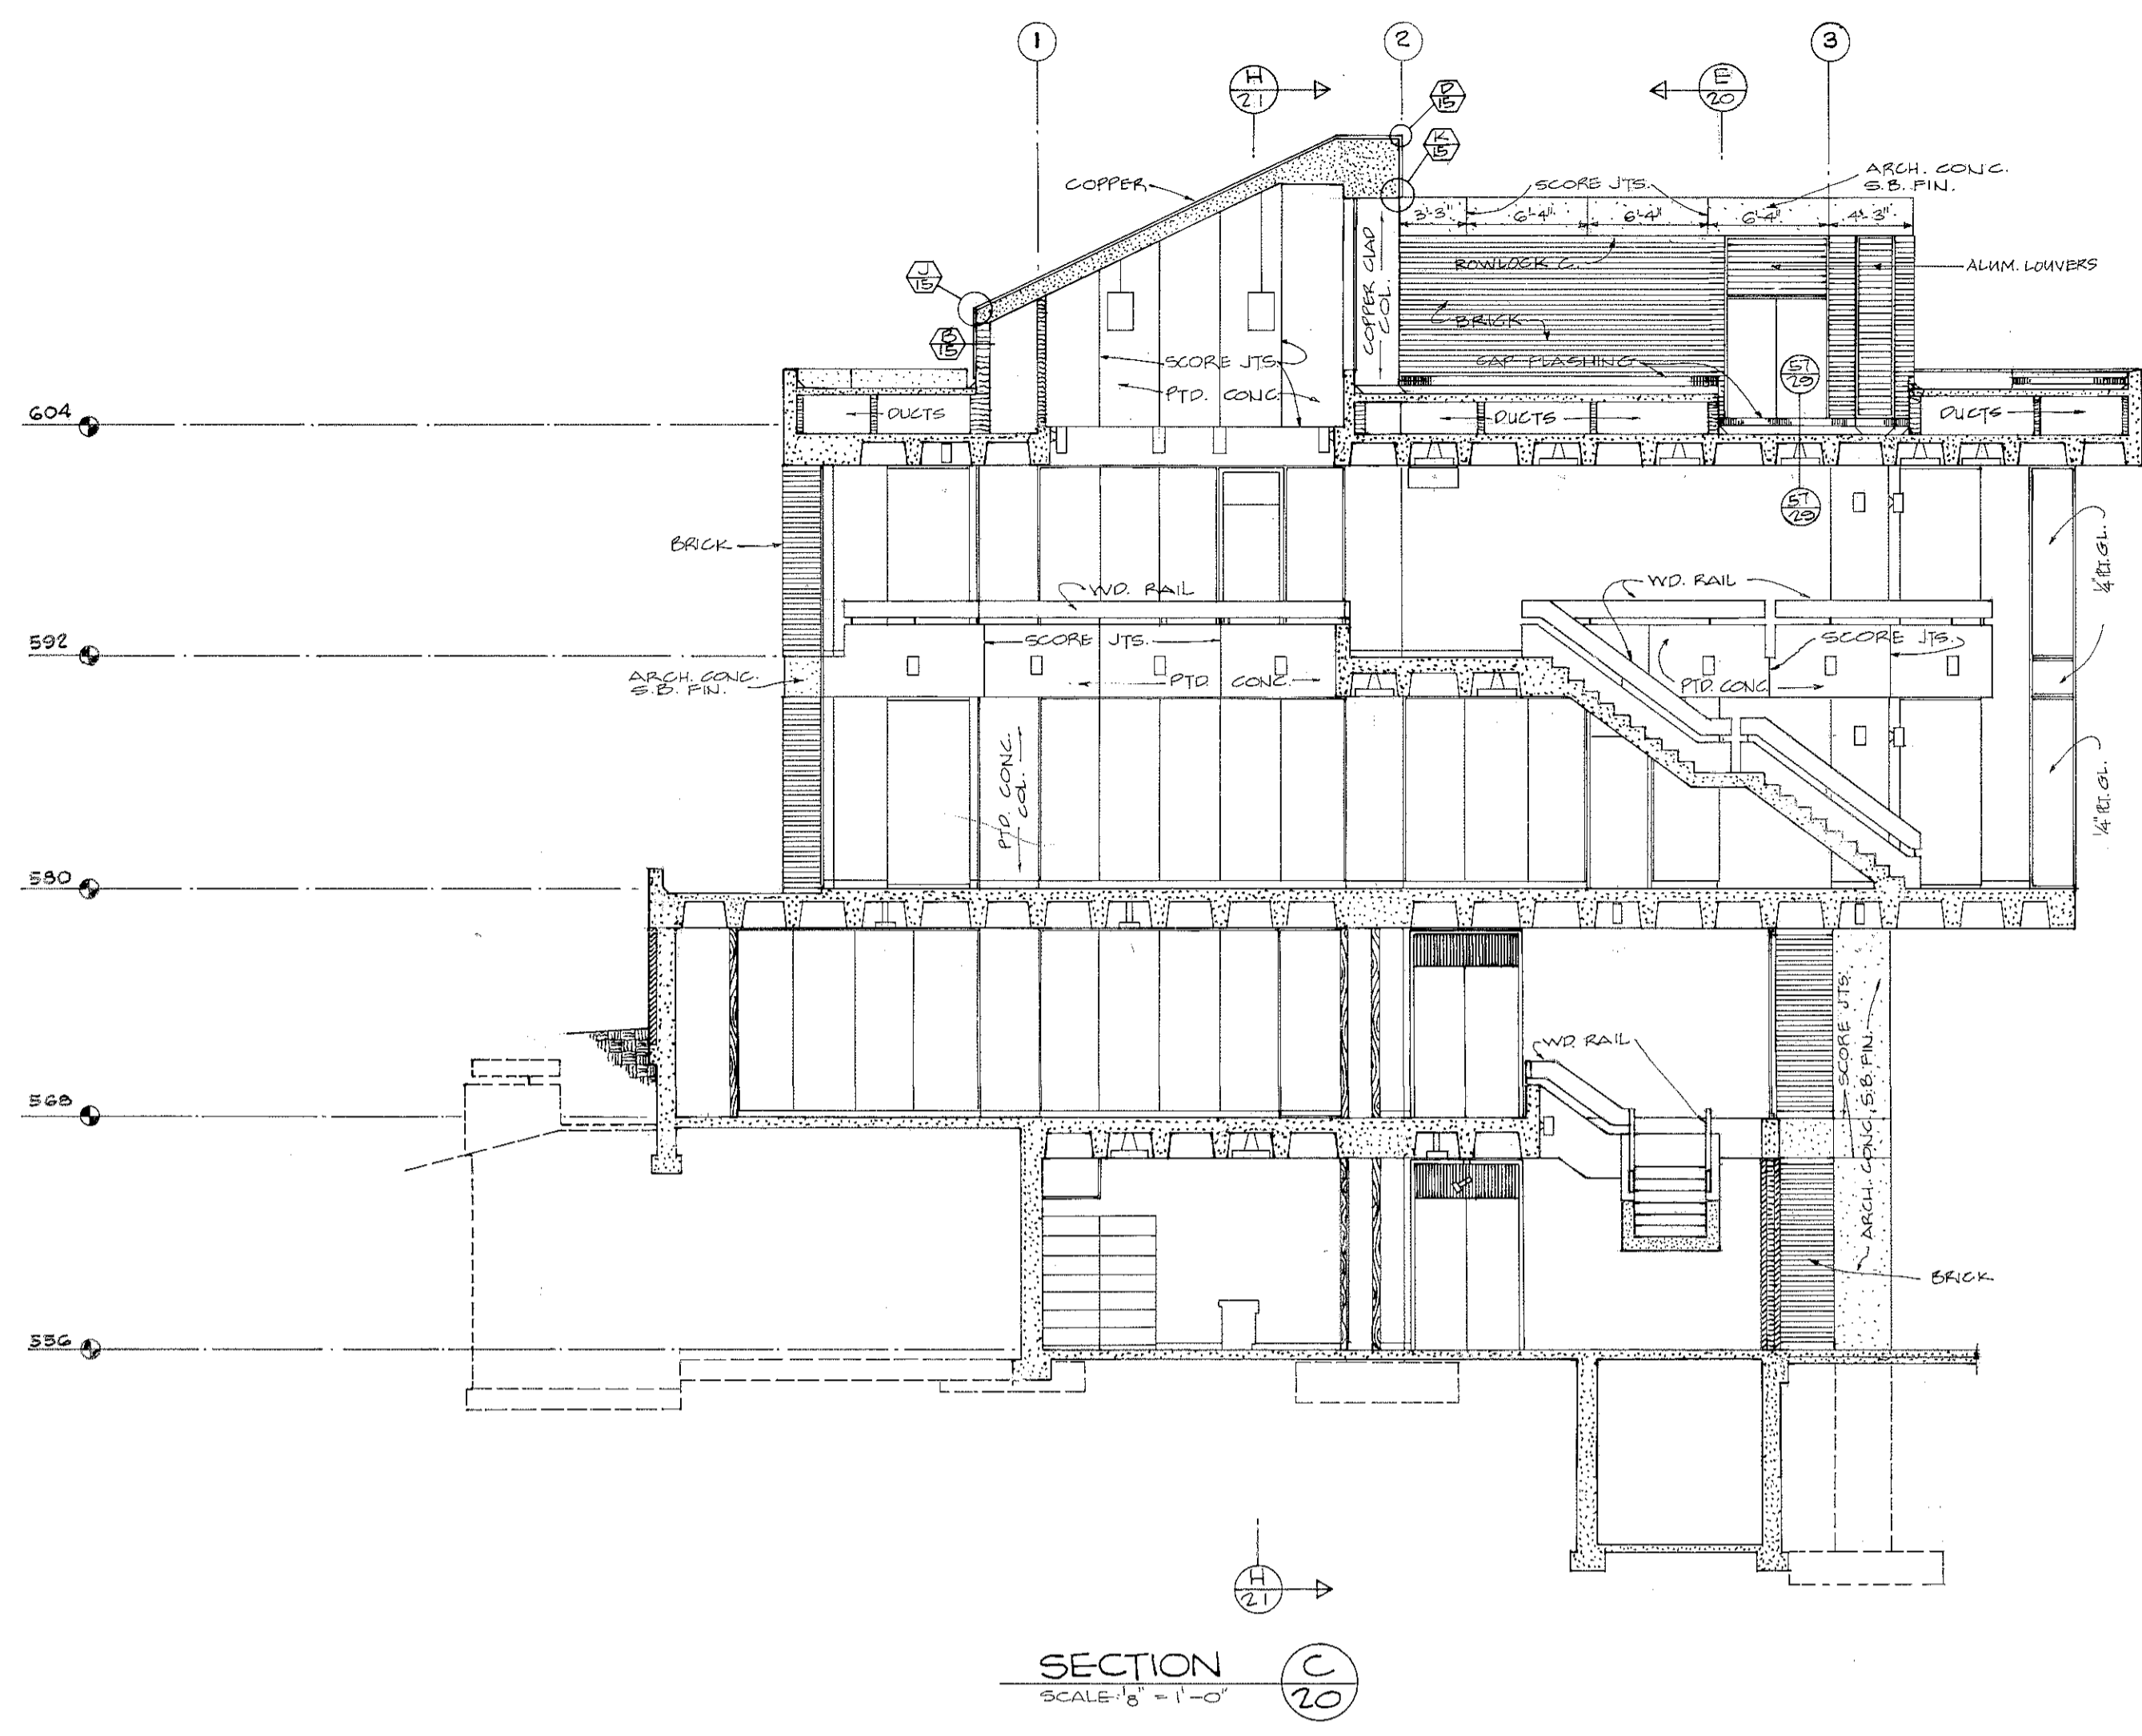 1
2
3
H
21
E
20
D
15
K
15
COPPER
SCORE JTS.
ARCH. CONC.
S.B. FIN.
3'-3"
6'-4"
6'-4"
6'-4"
4'-3"
COPPER CLAD
COL.
ROWLOCK C.
ALUM. LOUVERS
J
15
B
15
BRICK
SCORE JTS.
CAP FLASHING
57
29
PTD. CONC.
604
DUCTS
DUCTS
DUCTS
57
29
BRICK
1/4" PLT. GL.
WD. RAIL
WD. RAIL
592
SCORE JTS.
SCORE JTS.
ARCH. CONC.
S.B. FIN.
PTD. CONC.
PTD. CONC.
PTD. CONC.
COL.
1/4" PLT. GL.
580
SCORE JTS.
ARCH. CONC., S.B. FIN.
WD. RAIL
568
BRICK
556
H
21
SECTION
C
20
SCALE: 1/8" = 1'-0"